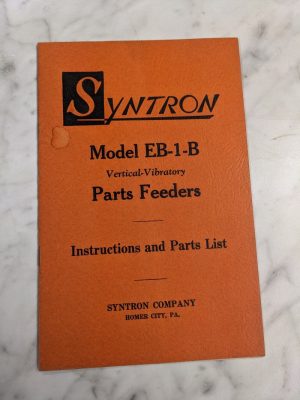 SYNTRON
Model EB-1-B
Vertical-Vibratory
Parts Feeders
Instructions and Parts List
SYNTRON COMPANY
HOMER CITY, PA.